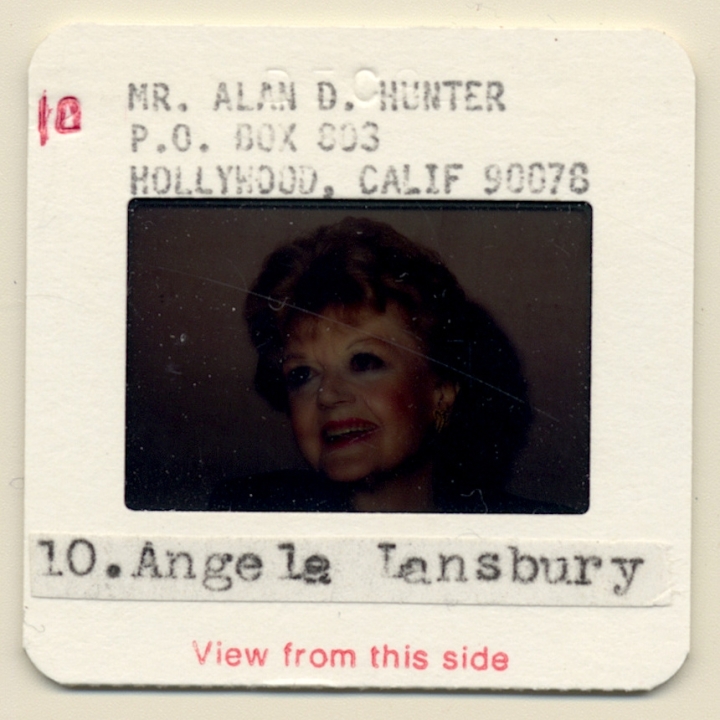 10
MR. ALAN D. HUNTER
P.O. BOX 803
HOLLYWOOD, CALIF 90078
10.Angela Lansbury
View from this side